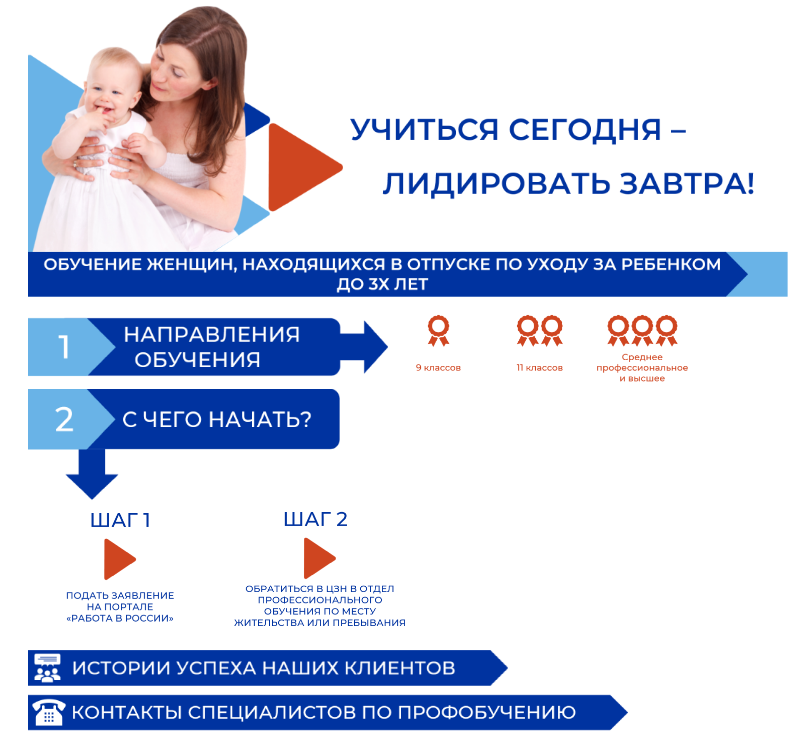 УЧИТЬСЯ СЕГОДНЯ –
ЛИДИРОВАТЬ ЗАВТРА!
ОБУЧЕНИЕ ЖЕНЩИН, НАХОДЯЩИХСЯ В ОТПУСКЕ ПО УХОДУ ЗА РЕБЕНКОМ
ДО 3Х ЛЕТ
1
НАПРАВЛЕНИЯ
ОБУЧЕНИЯ
9 классов
11 классов
Среднее
профессиональное
и высшее
2
С ЧЕГО НАЧАТЬ?
ШАГ 1
ПОДАТЬ ЗАЯВЛЕНИЕ
НА ПОРТАЛЕ
«РАБОТА В РОССИИ»
ШАГ 2
ОБРАТИТЬСЯ В ЦЗН В ОТДЕЛ
ПРОФЕССИОНАЛЬНОГО
ОБУЧЕНИЯ ПО МЕСТУ
ЖИТЕЛЬСТВА ИЛИ ПРЕБЫВАНИЯ
ИСТОРИИ УСПЕХА НАШИХ КЛИЕНТОВ
КОНТАКТЫ СПЕЦИАЛИСТОВ ПО ПРОФОБУЧЕНИЮ